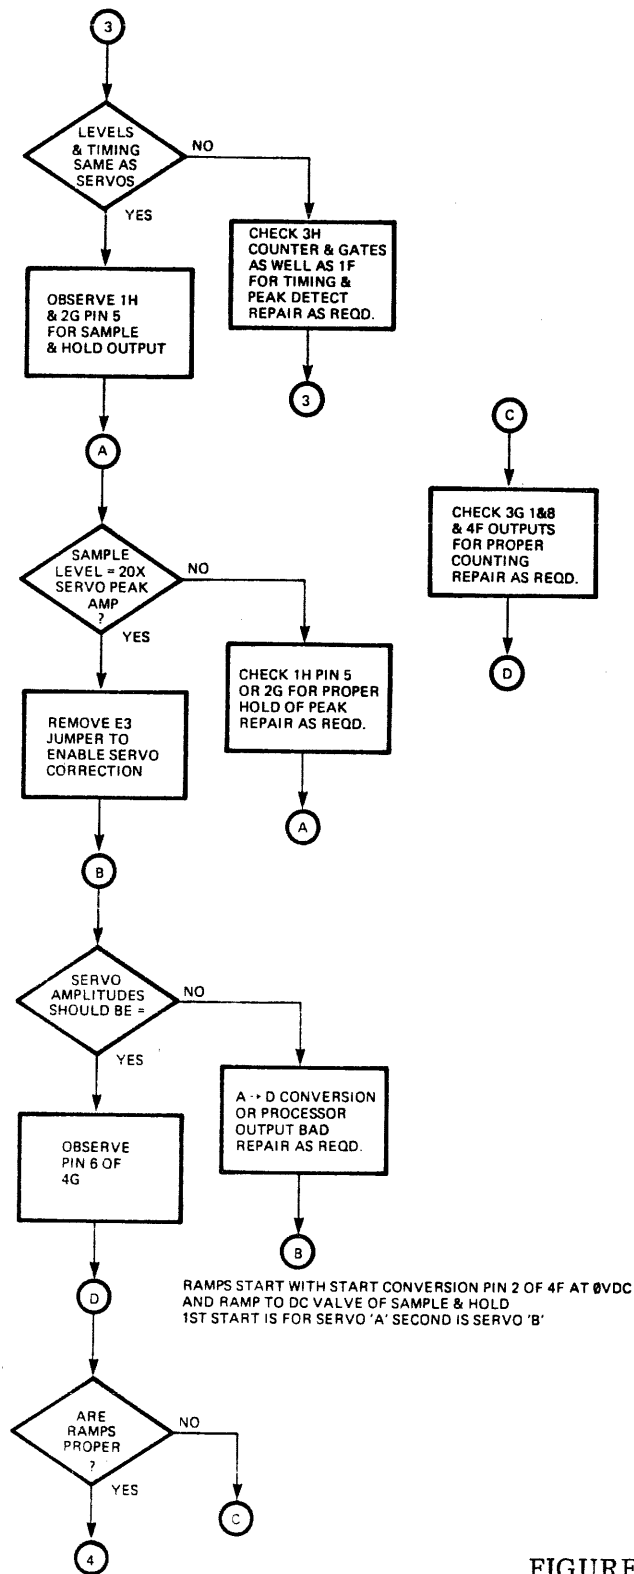 3
LEVELS
& TIMING
SAME AS
SERVOS
NO
YES
CHECK 3H
COUNTER & GATES
AS WELL AS 1F
FOR TIMING &
PEAK DETECT
REPAIR AS REQD.
OBSERVE 1H
& 2G PIN 5
FOR SAMPLE
& HOLD OUTPUT
3
A
C
CHECK 3G 1&8
& 4F OUTPUTS
FOR PROPER
COUNTING
REPAIR AS REQD.
D
SAMPLE
LEVEL = 20X
SERVO PEAK
AMP
?
NO
YES
CHECK 1H PIN 5
OR 2G FOR PROPER
HOLD OF PEAK
REPAIR AS REQD.
REMOVE E3
JUMPER TO
ENABLE SERVO
CORRECTION
A
B
SERVO
AMPLITUDES
SHOULD BE =
NO
YES
A → D CONVERSION
OR PROCESSOR
OUTPUT BAD
REPAIR AS REQD.
OBSERVE
PIN 6 OF
4G
B
D
RAMPS START WITH START CONVERSION PIN 2 OF 4F AT 0VDC
AND RAMP TO DC VALVE OF SAMPLE & HOLD
1ST START IS FOR SERVO 'A' SECOND IS SERVO 'B'
ARE
RAMPS
PROPER
?
NO
YES
C
4
FIGURE